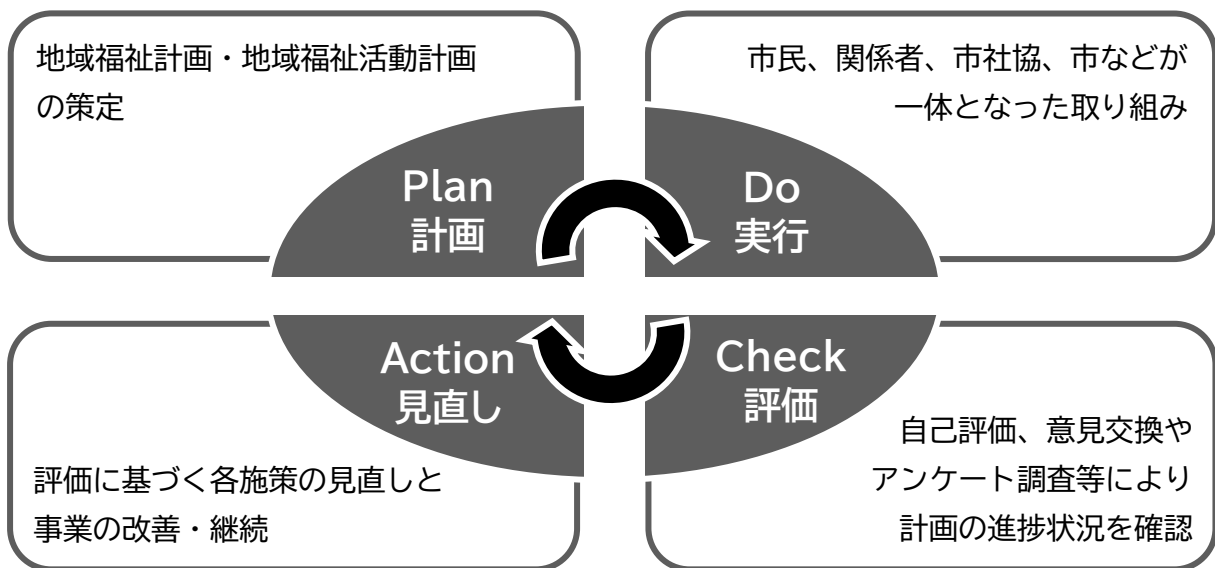 地域福祉計画・地域福祉活動計画
の策定
Plan
計画
市民、関係者、市社協、市などが
一体となった取り組み
Do
実行
Action
見直し
評価に基づく各施策の見直しと
事業の改善・継続
Check
評価
自己評価、意見交換や
アンケート調査等により
計画の進捗状況を確認